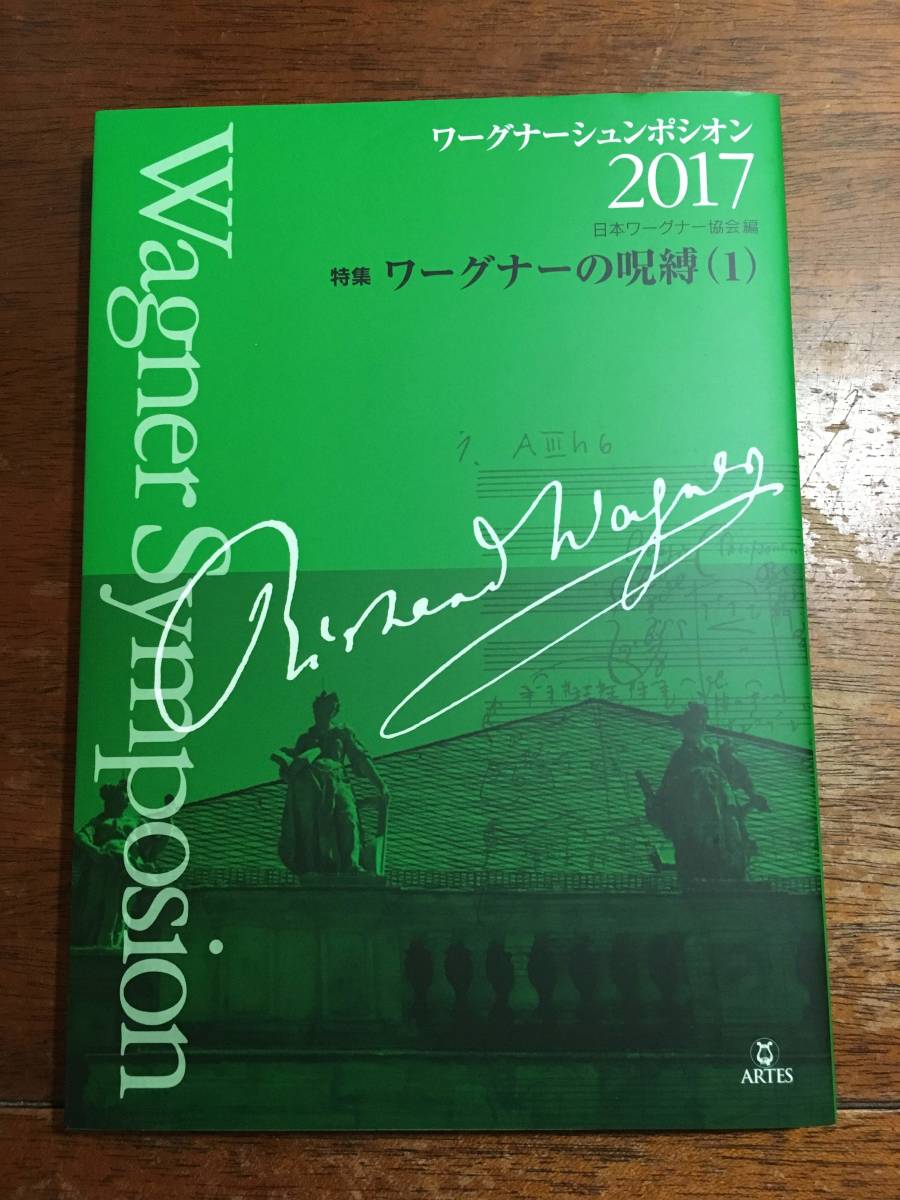 ワーグナーシュンポシオン
2017
日本ワーグナー協会編
特集 ワーグナーの呪縛(1)
Wagner Symposion
A III h 6
Richard Wagner
ARTES